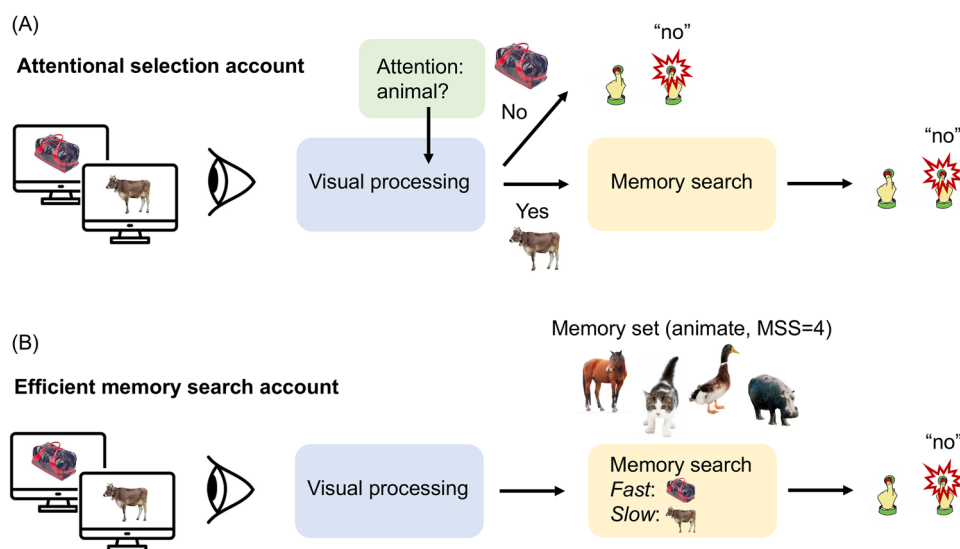 (A)
Attentional selection account
Attention:
animal?
No
“no”
Visual processing
Memory search
“no”
Yes
(B)
Memory set (animate, MSS=4)
Efficient memory search account
Visual processing
Memory search
Fast:
Slow:
“no”